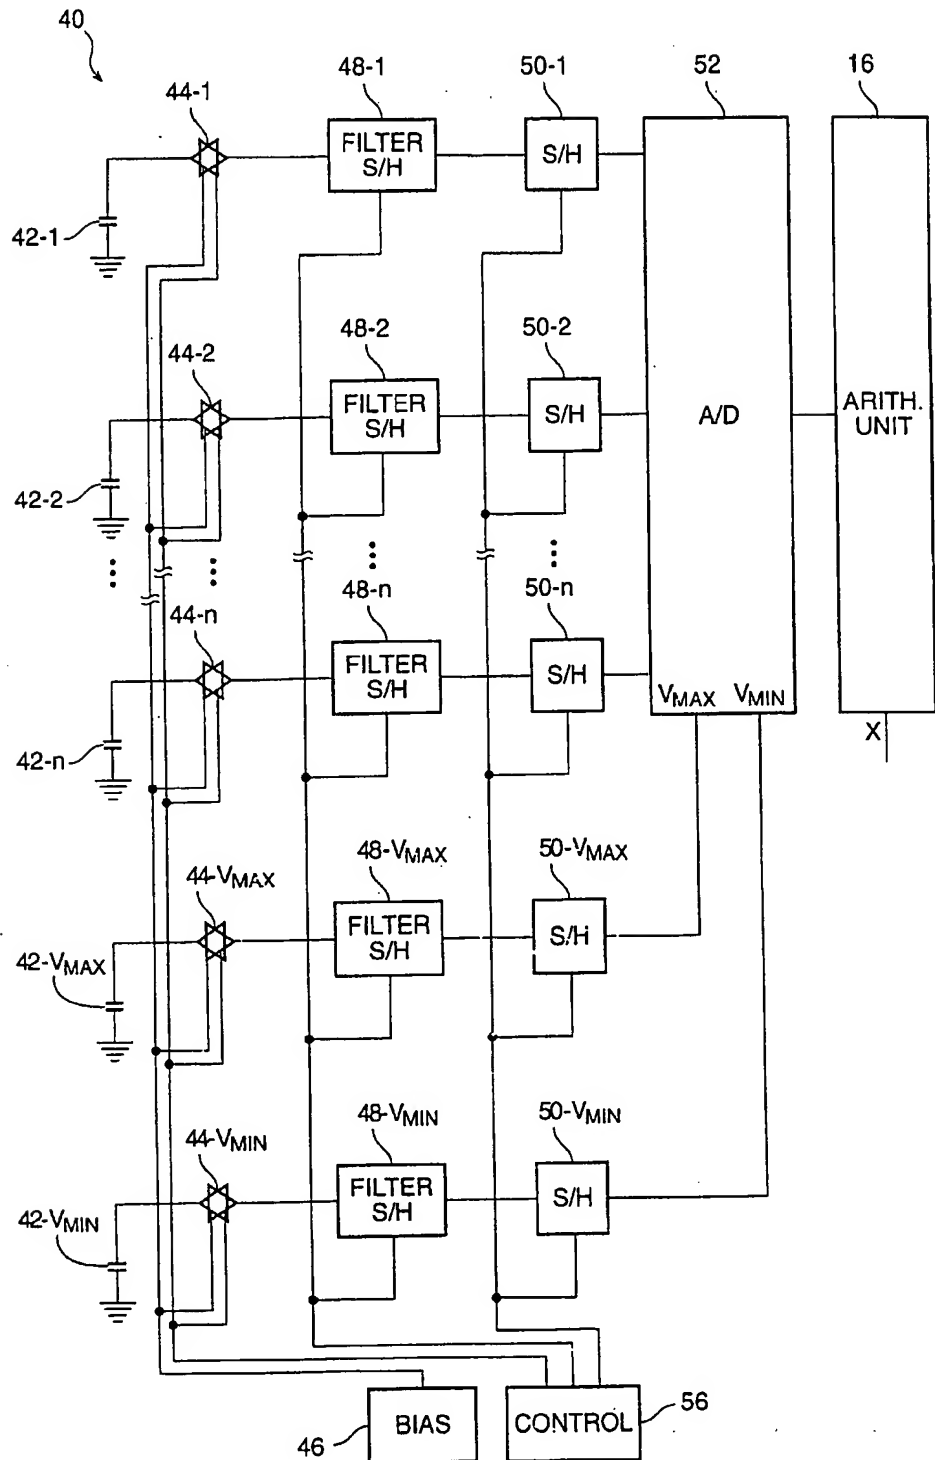 40
44-1
48-1
50-1
52
16
FILTER
S/H
S/H
42-1
44-2
48-2
50-2
FILTER
S/H
S/H
A/D
ARITH.
UNIT
42-2
44-n
48-n
50-n
FILTER
S/H
S/H
VMAX VMIN
X
42-n
44-VMAX
48-VMAX
50-VMAX
FILTER
S/H
S/H
42-VMAX
44-VMIN
48-VMIN
50-VMIN
FILTER
S/H
S/H
42-VMIN
46
BIAS
CONTROL
56